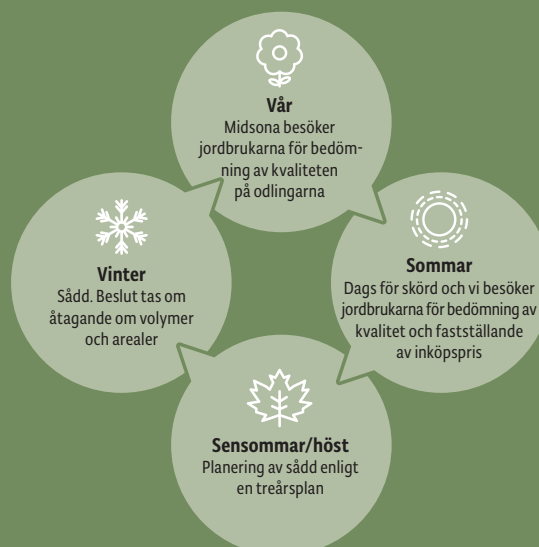 Vår
Midsona besöker
jordbrukarna för bedöm-
ning av kvaliteten
på odlingarna
Sommar
Dags för skörd och vi besöker
jordbrukarna för bedömning av
kvalitet och fastställande
av inköpspris
Sensommar/höst
Planering av sådd enligt
en treårsplan
Vinter
Sådd. Beslut tas om
åtagande om volymer
och arealer